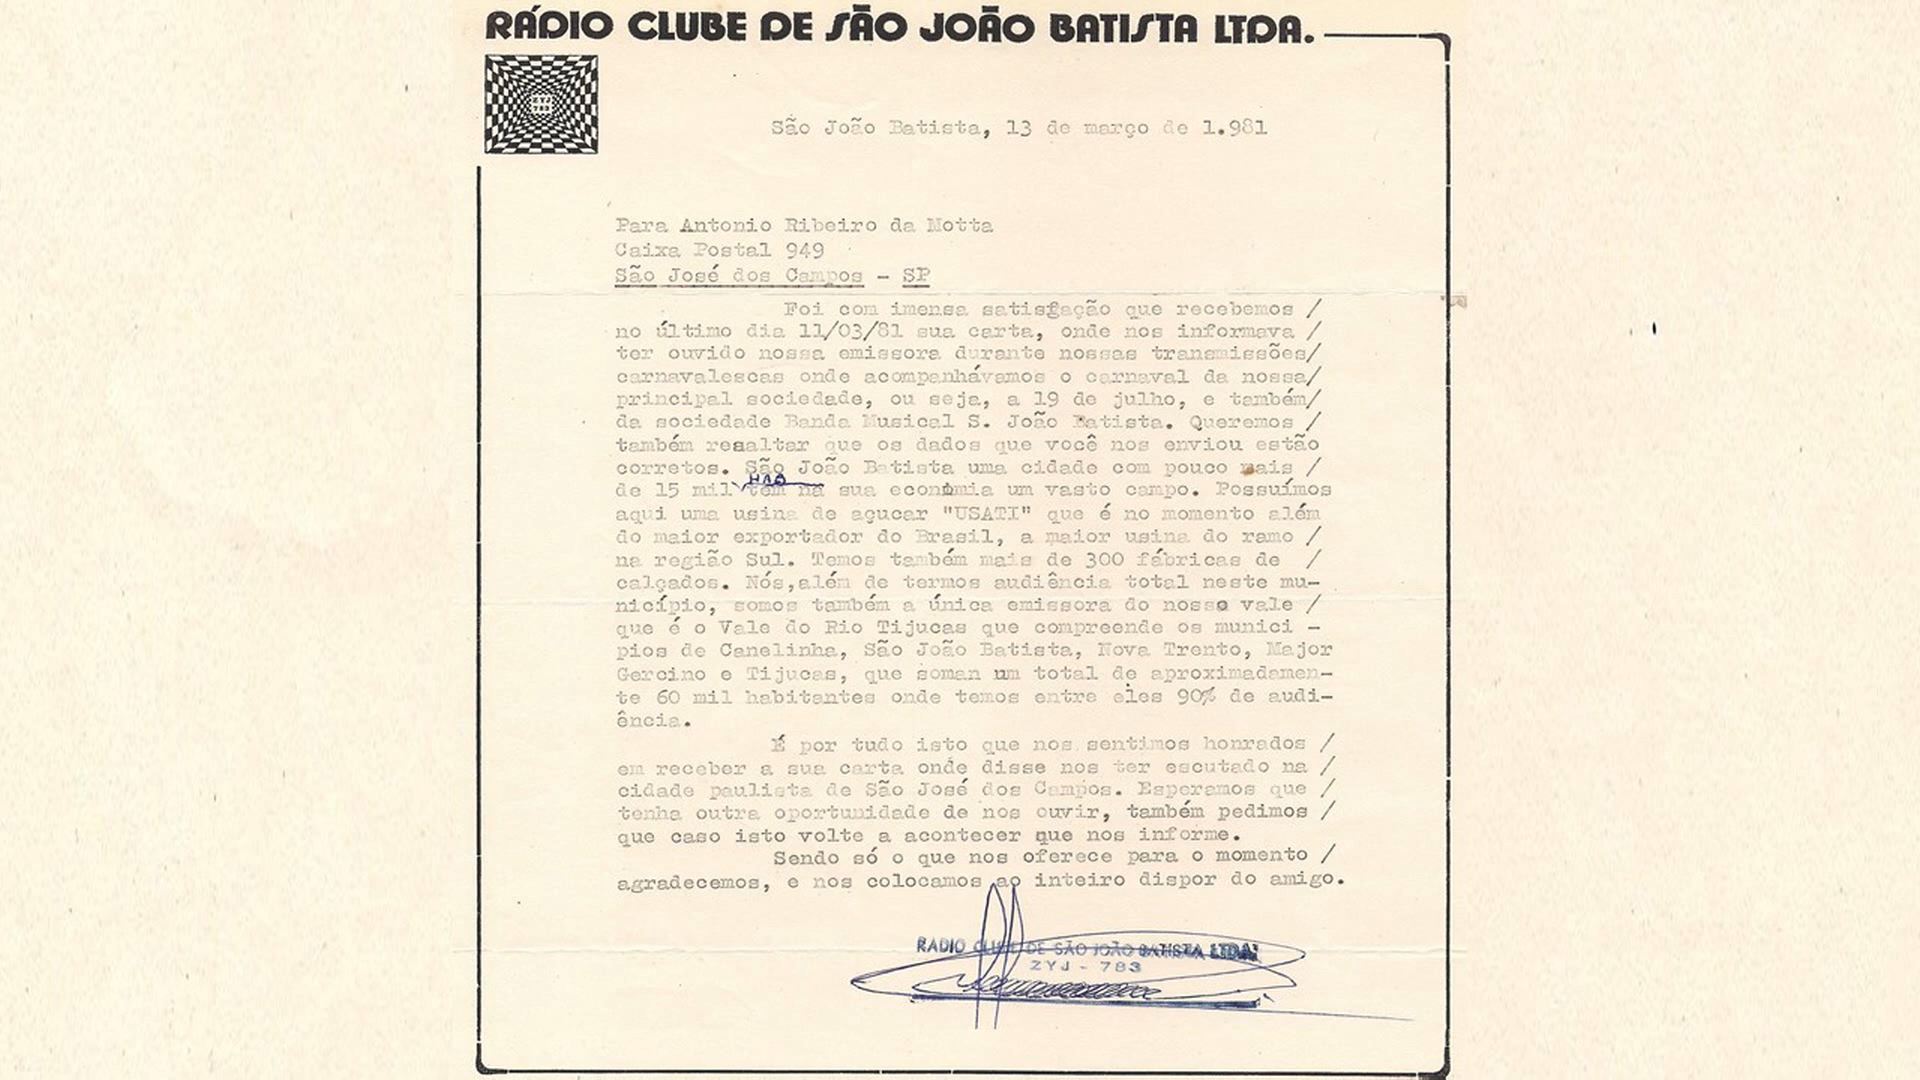 RÁDIO CLUBE DE SÃO JOÃO BATISTA LTDA.
ZYJ
783
São João Batista, 13 de março de 1.981
Para Antonio Ribeiro da Motta
Caixa Postal 949
São José dos Campos - SP
Foi com imensa satisfação que recebemos /
no último dia 11/03/81 sua carta, onde nos informava /
ter ouvido nossa emissora durante nossas transmissões/
carnavalescas onde acompanhávamos o carnaval da nossa/
principal sociedade, ou seja, a 19 de julho, e também/
da sociedade Banda Musical S. João Batista. Queremos /
também resaltar que os dados que você nos enviou estão
corretos. São João Batista uma cidade com pouco mais /
de 15 mil têm na sua economia um vasto campo. Possuímos
aqui uma usina de açucar "USATI" que é no momento além
do maior exportador do Brasil, a maior usina do ramo /
na região Sul. Temos também mais de 300 fábricas de /
calçados. Nós,além de termos audiência total neste mu-
nicípio, somos também a única emissora do nosso vale /
que é o Vale do Rio Tijucas que compreende os munici -
pios de Canelinha, São João Batista, Nova Trento, Major
Gercino e Tijucas, que soman um total de aproximadamen-
te 60 mil habitantes onde temos entre eles 90% de audi-
ência.
É por tudo isto que nos sentimos honrados /
em receber a sua carta onde disse nos ter escutado na /
cidade paulista de São José dos Campos. Esperamos que /
tenha outra oportunidade de nos ouvir, também pedimos /
que caso isto volte a acontecer que nos informe.
Sendo só o que nos oferece para o momento /
agradecemos, e nos colocamos ao inteiro dispor do amigo.
RADIO CLUBE DE SÃO JOÃO BATISTA LTDA.
ZYJ - 783